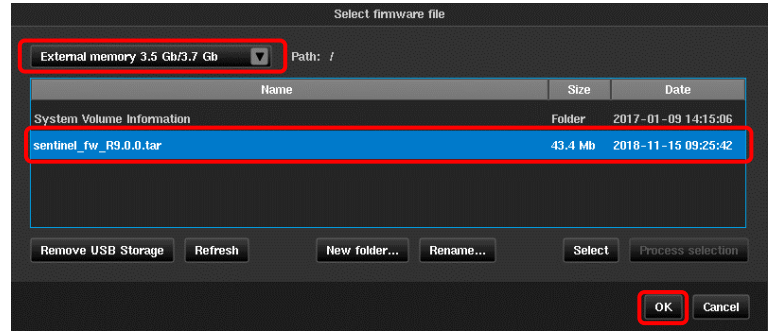 Select firmware file
External memory 3.5 Gb/3.7 Gb Path: /
Name Size Date
System Volume Information Folder 2017-01-09 14:15:06
sentinel_fw_R9.0.0.tar 43.4 Mb 2018-11-15 09:25:42
Remove USB Storage Refresh New folder... Rename... Select Process selection
OK Cancel